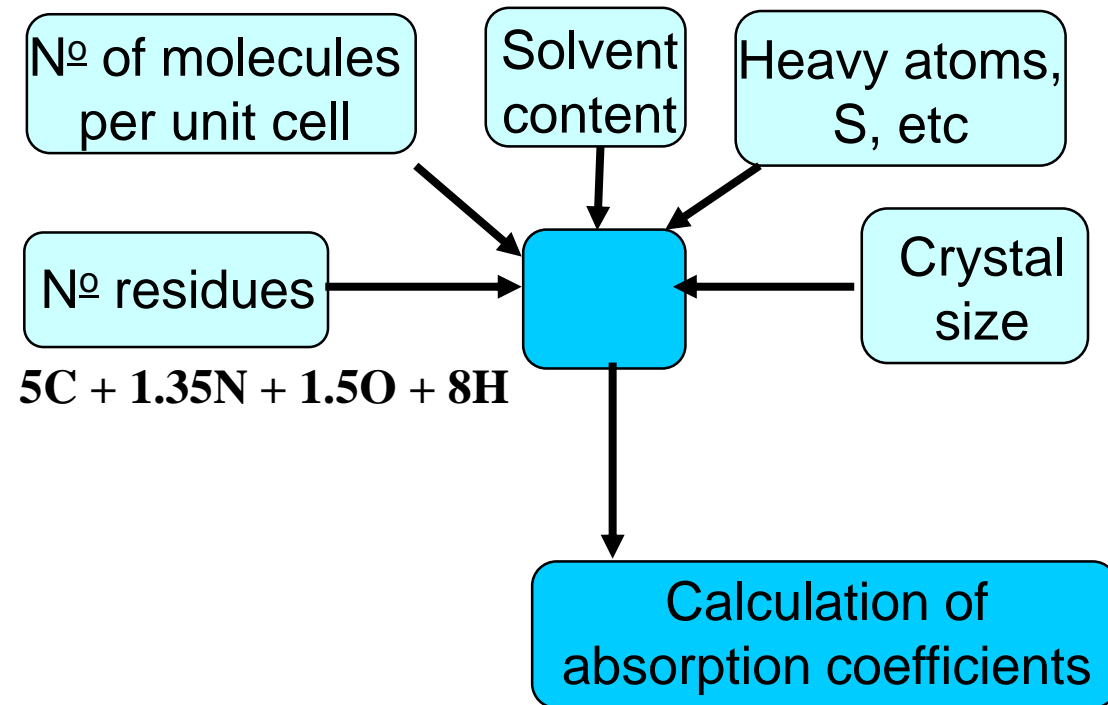 Nº of molecules
per unit cell
Solvent
content
Heavy atoms,
S, etc
Nº residues
Crystal
size
5C + 1.35N + 1.5O + 8H
Calculation of
absorption coefficients